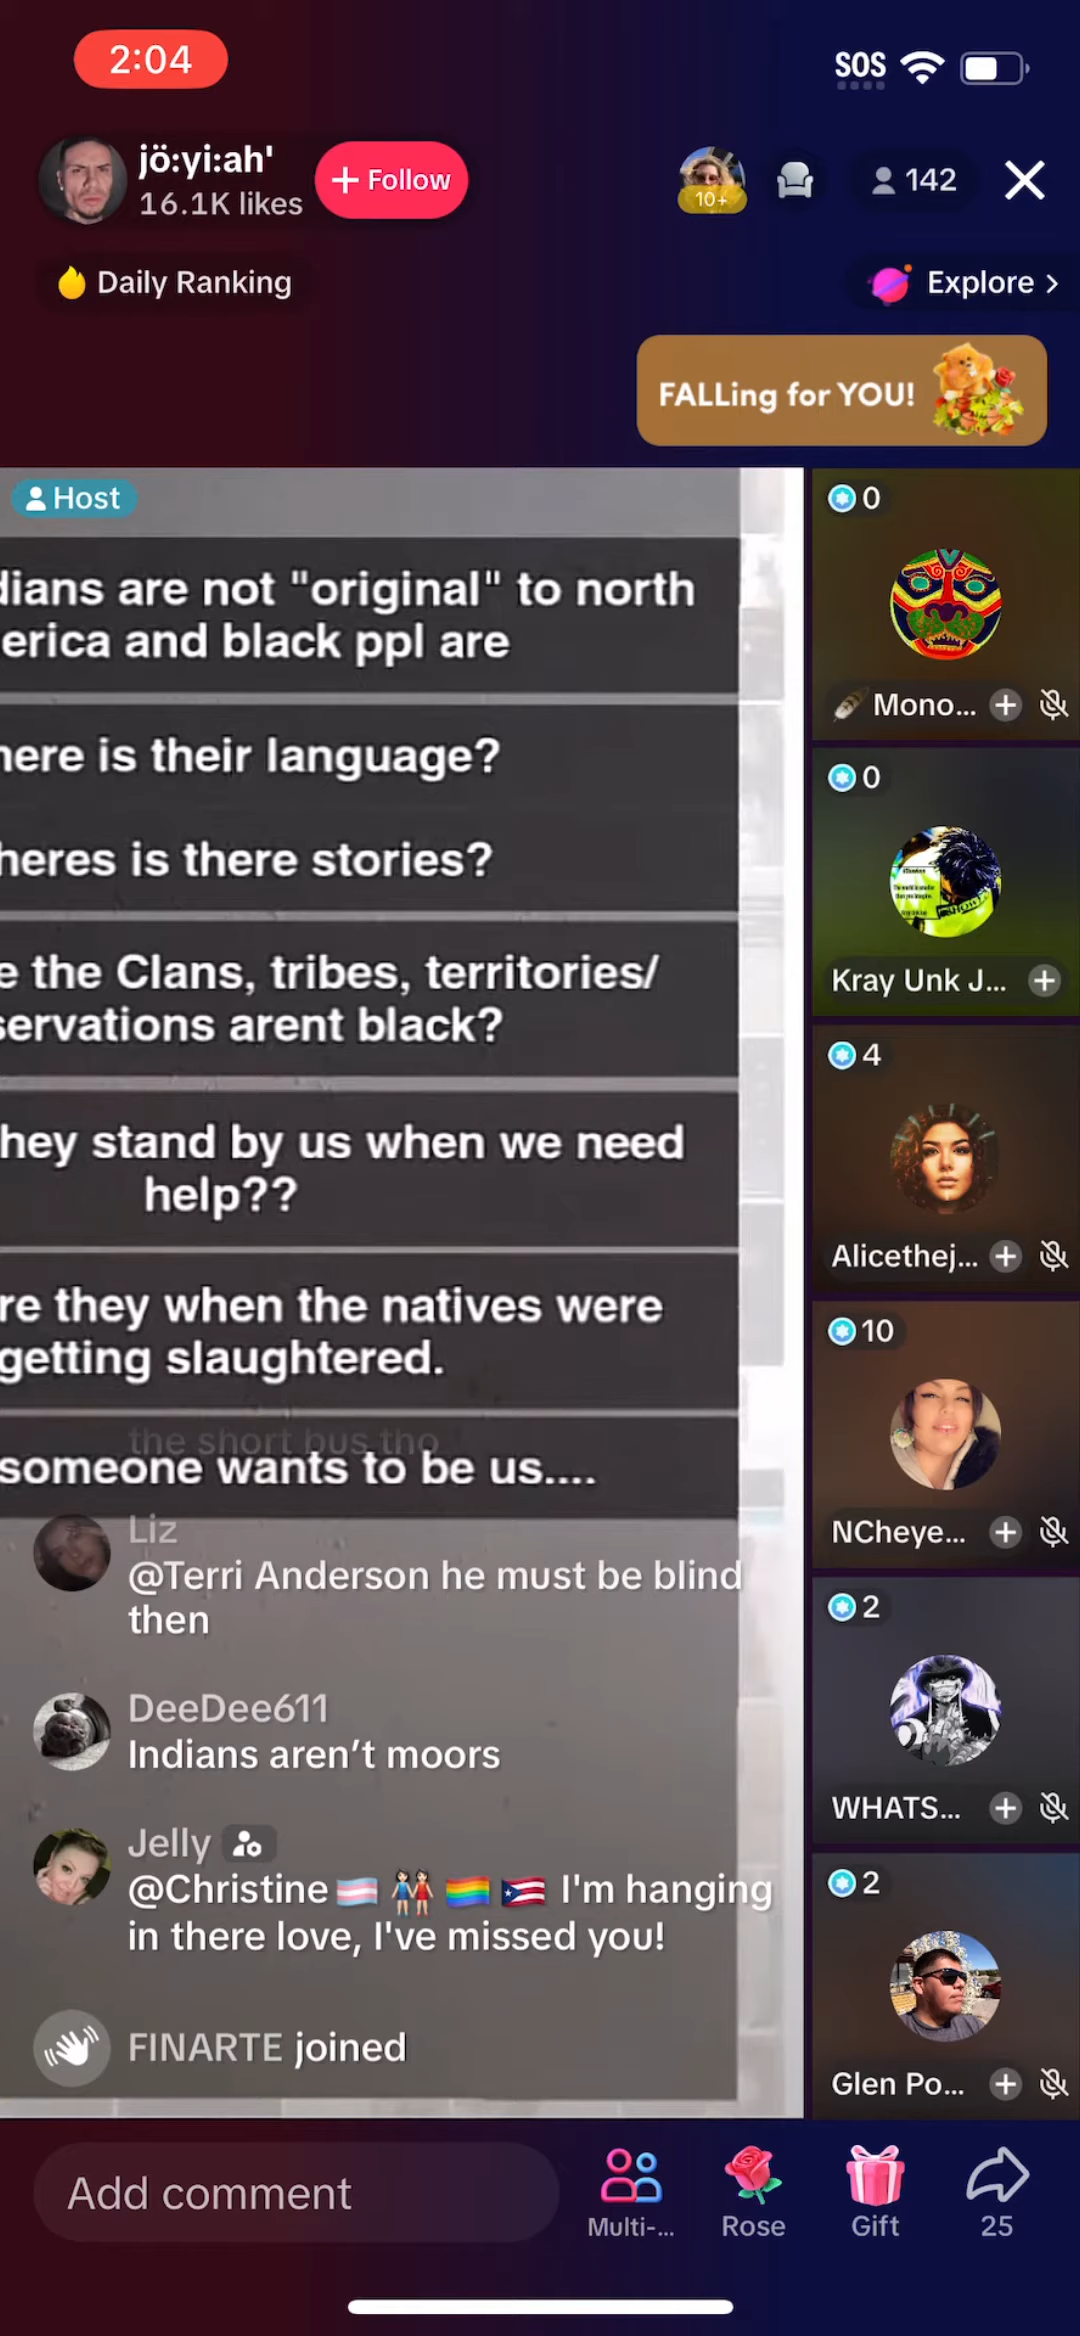 2:04
SOS
jö:yi:ah'
16.1K likes
+ Follow
10+
142
Daily Ranking
Explore >
FALLing for YOU!
Host
dians are not "original" to north
erica and black ppl are
here is their language?
heres is there stories?
e the Clans, tribes, territories/
servations arent black?
hey stand by us when we need
help??
re they when the natives were
getting slaughtered.
the short bus tho
someone wants to be us....
Liz
@Terri Anderson he must be blind
then
DeeDee611
Indians aren’t moors
Jelly
@Christine🏳️‍⚧️👭🏳️‍🌈🇵🇷 I'm hanging
in there love, I've missed you!
FINARTE joined
0
Mono...
0
Kray Unk J...
4
Alicethej...
10
NCheye...
2
WHATS...
2
Glen Po...
Add comment
Multi-...
Rose
Gift
25